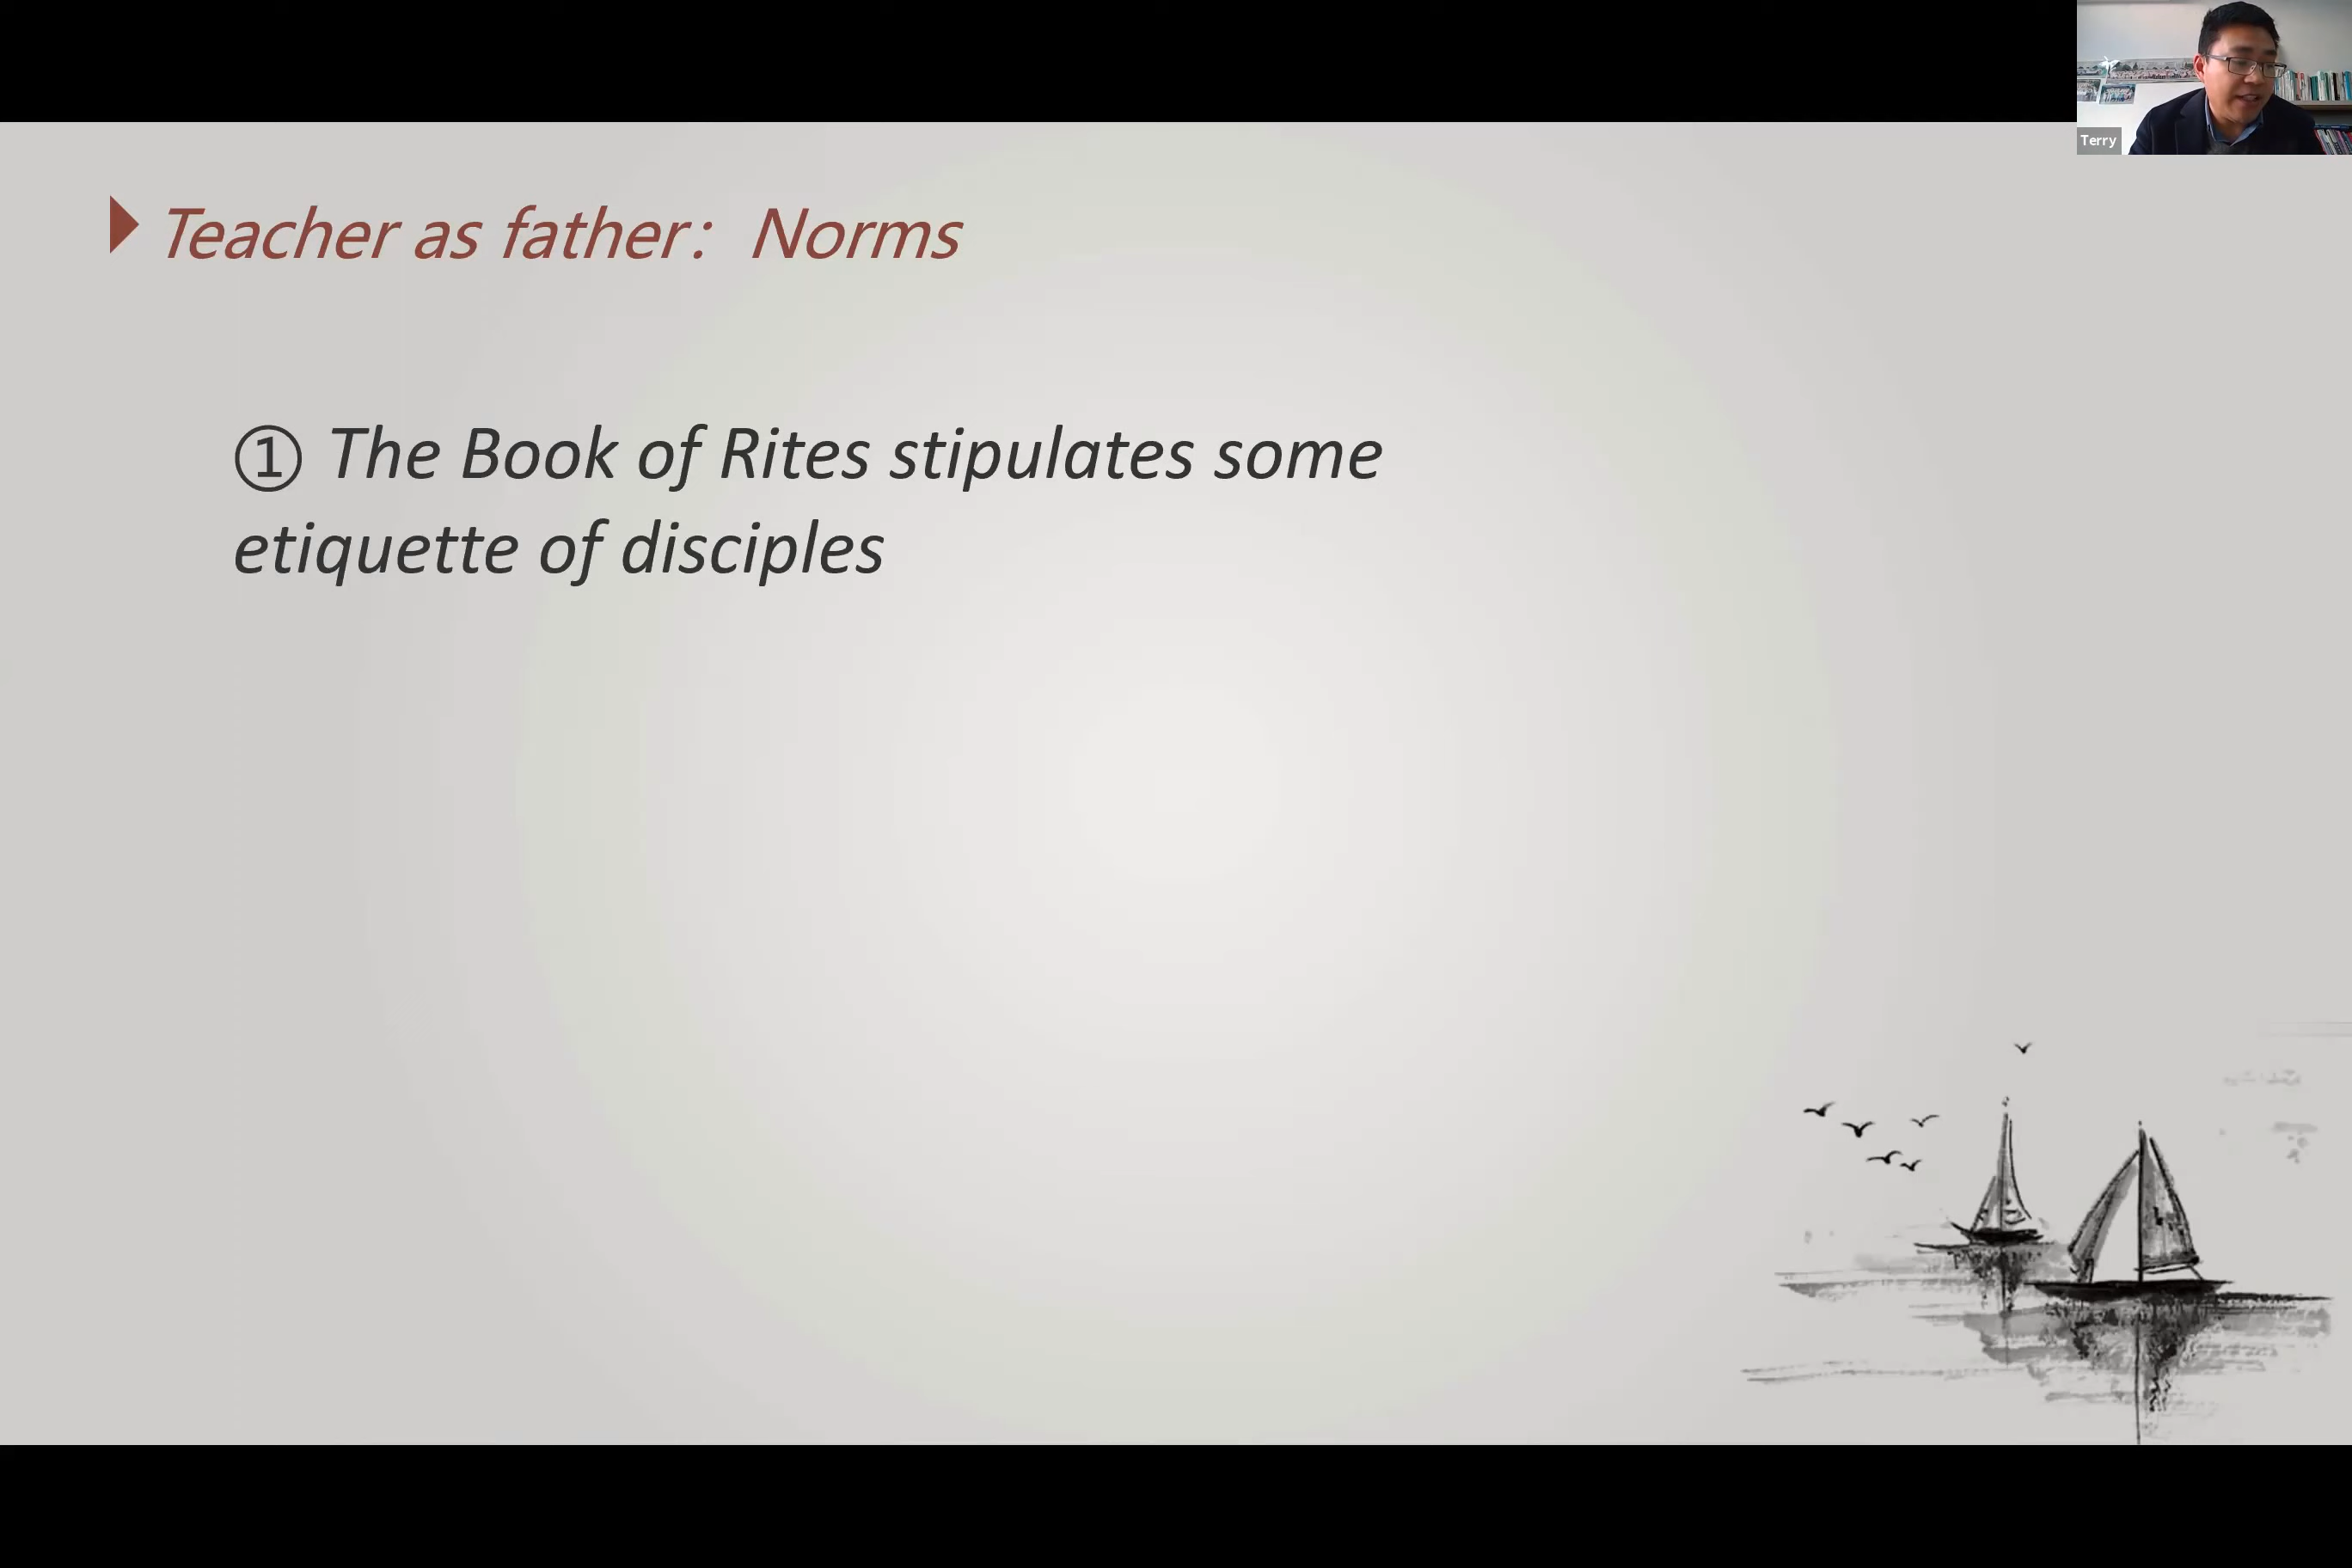 Terry
Teacher as father: Norms
① The Book of Rites stipulates some
etiquette of disciples